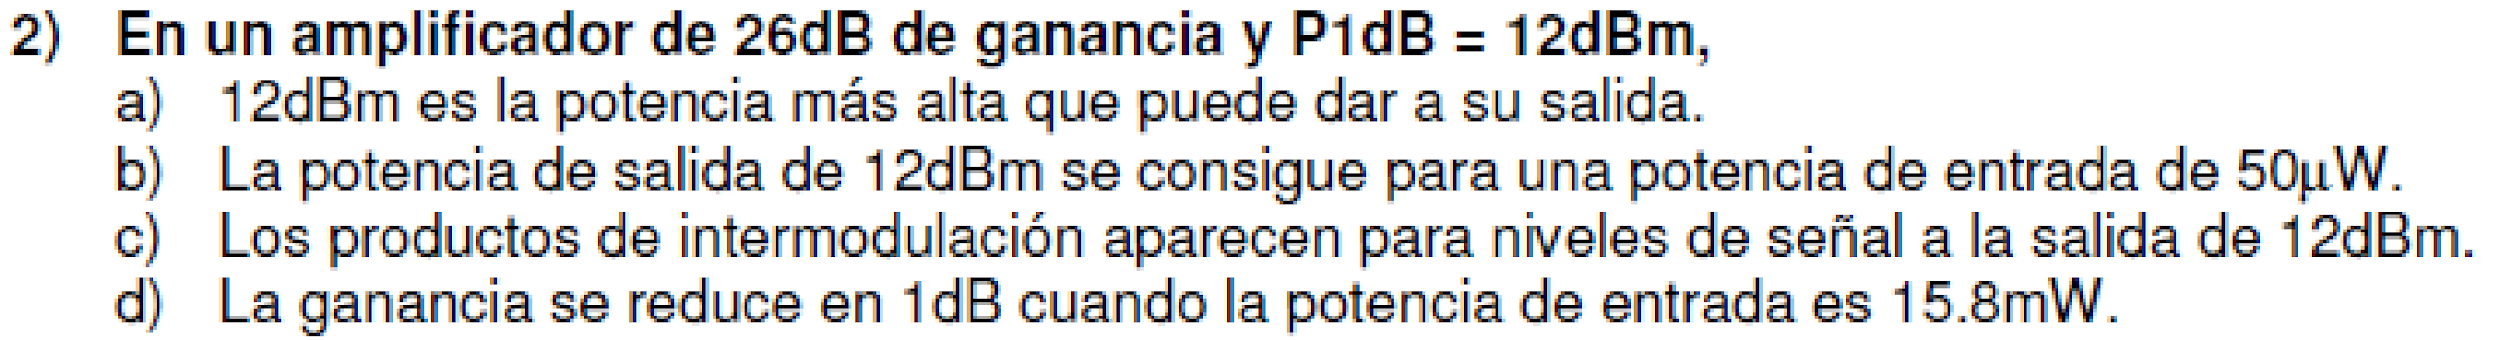 2) En un amplificador de 26dB de ganancia y P1dB = 12dBm,
a) 12dBm es la potencia más alta que puede dar a su salida.
b) La potencia de salida de 12dBm se consigue para una potencia de entrada de 50µW.
c) Los productos de intermodulación aparecen para niveles de señal a la salida de 12dBm.
d) La ganancia se reduce en 1dB cuando la potencia de entrada es 15.8mW.